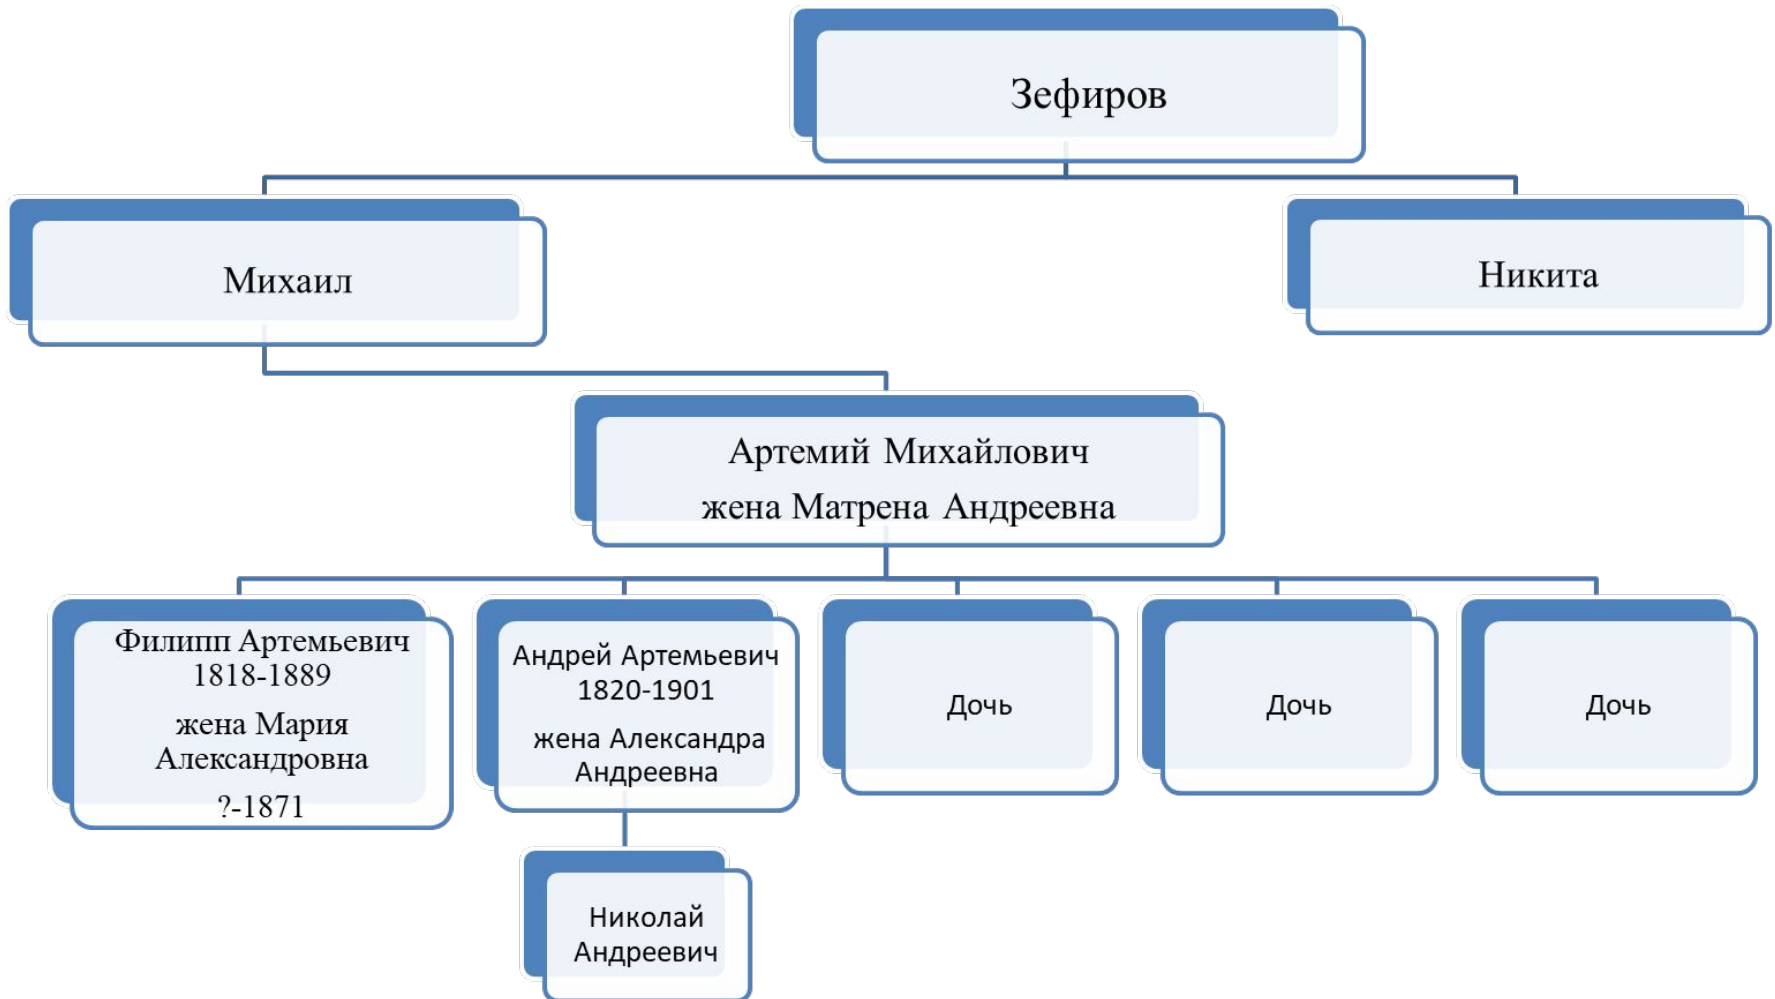 Зефиров
Михаил
Никита
Артемий Михайлович
жена Матрена Андреевна
Филипп Артемьевич
1818-1889
жена Мария
Александровна
?-1871
Андрей Артемьевич
1820-1901
жена Александра
Андреевна
Дочь
Дочь
Дочь
Николай
Андреевич